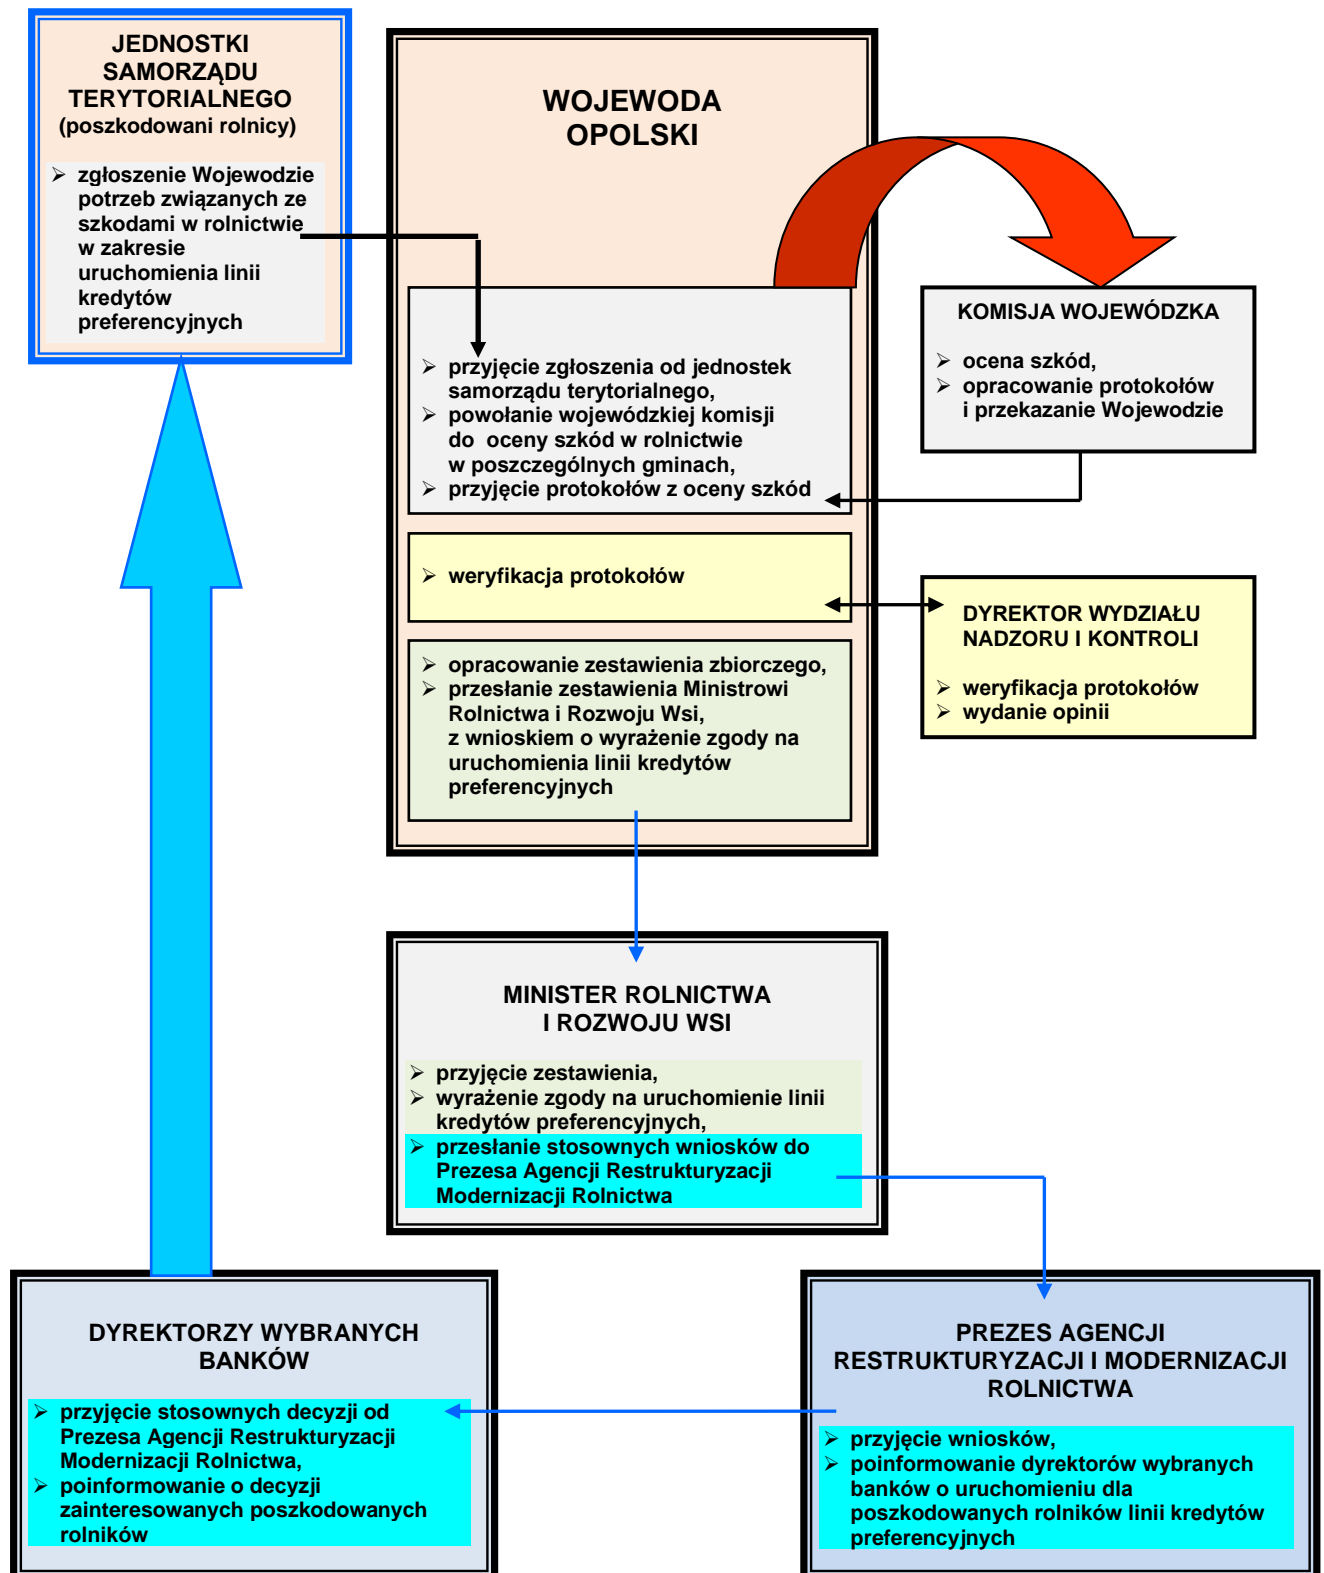 JEDNOSTKI
SAMORZĄDU
TERYTORIALNEGO
(poszkodowani rolnicy)
➢ zgłoszenie Wojewodzie
potrzeb związanych ze
szkodami w rolnictwie
w zakresie
uruchomienia linii
kredytów
preferencyjnych
WOJEWODA
OPOLSKI
➢ przyjęcie zgłoszenia od jednostek
samorządu terytorialnego,
➢ powołanie wojewódzkiej komisji
do oceny szkód w rolnictwie
w poszczególnych gminach,
➢ przyjęcie protokołów z oceny szkód
KOMISJA WOJEWÓDZKA
➢ ocena szkód,
➢ opracowanie protokołów
i przekazanie Wojewodzie
➢ weryfikacja protokołów
DYREKTOR WYDZIAŁU
NADZORU I KONTROLI
➢ weryfikacja protokołów
➢ wydanie opinii
➢ opracowanie zestawienia zbiorczego,
➢ przesłanie zestawienia Ministrowi
Rolnictwa i Rozwoju Wsi,
z wnioskiem o wyrażenie zgody na
uruchomienia linii kredytów
preferencyjnych
MINISTER ROLNICTWA
I ROZWOJU WSI
➢ przyjęcie zestawienia,
➢ wyrażenie zgody na uruchomienie linii
kredytów preferencyjnych,
➢ przesłanie stosownych wniosków do
Prezesa Agencji Restrukturyzacji
Modernizacji Rolnictwa
DYREKTORZY WYBRANYCH
BANKÓW
➢ przyjęcie stosownych decyzji od
Prezesa Agencji Restrukturyzacji
Modernizacji Rolnictwa,
➢ poinformowanie o decyzji
zainteresowanych poszkodowanych
rolników
PREZES AGENCJI
RESTRUKTURYZACJI I MODERNIZACJI
ROLNICTWA
➢ przyjęcie wniosków,
➢ poinformowanie dyrektorów wybranych
banków o uruchomieniu dla
poszkodowanych rolników linii kredytów
preferencyjnych